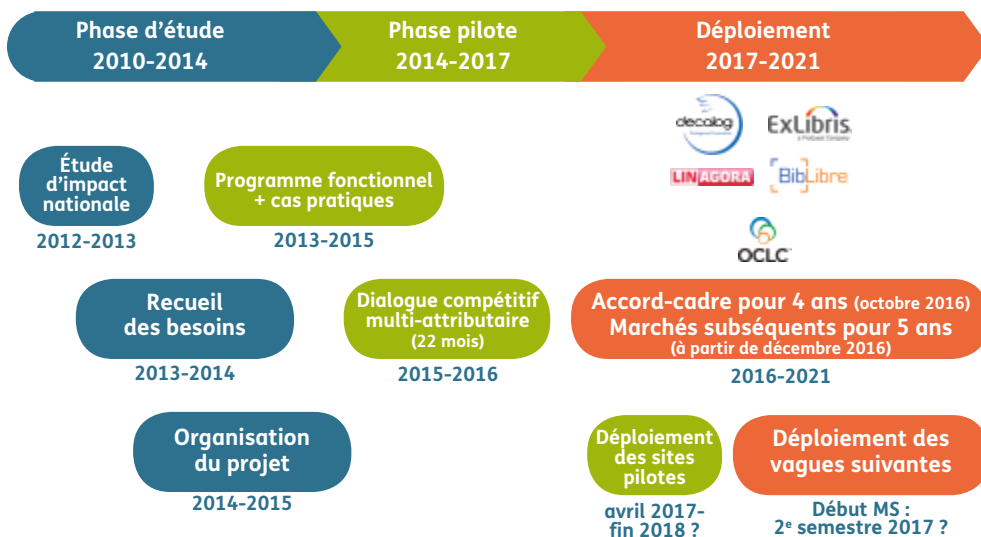 Phase d'étude
2010-2014
Phase pilote
2014-2017
Déploiement
2017-2021
decalog
ExLibris
a ProQuest Company
LINAGORA
BibLibre
OCLC
Étude
d'impact
nationale
2012-2013
Programme fonctionnel
+ cas pratiques
2013-2015
Recueil
des besoins
2013-2014
Dialogue compétitif
multi-attributaire
(22 mois)
2015-2016
Accord-cadre pour 4 ans (octobre 2016)
Marchés subséquents pour 5 ans
(à partir de décembre 2016)
2016-2021
Organisation
du projet
2014-2015
Déploiement
des sites
pilotes
avril 2017-
fin 2018 ?
Déploiement des
vagues suivantes
Début MS :
2e semestre 2017 ?